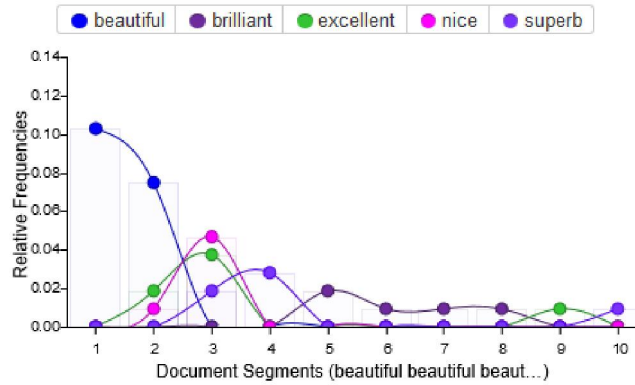 beautiful brilliant excellent nice superb
0.14
0.12
0.10
0.08
0.06
0.04
0.02
0.00
Relative Frequencies
1 2 3 4 5 6 7 8 9 10
Document Segments (beautiful beautiful beaut…)